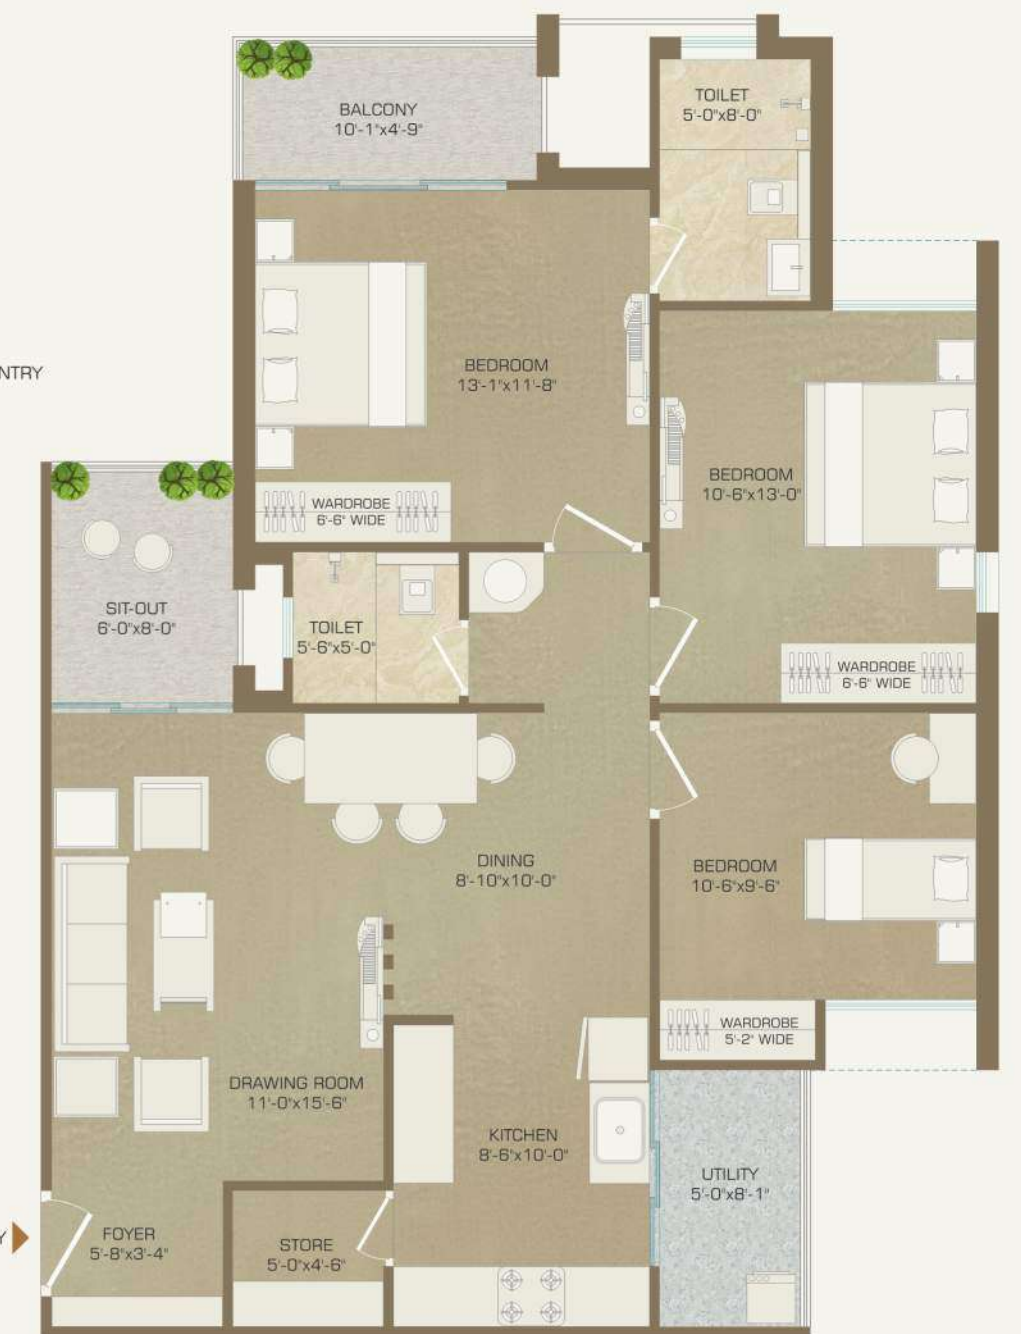 BALCONY
10'-1"x4'-9"
TOILET
5'-0"x8'-0"
NTRY
BEDROOM
13'-1"x11'-8"
BEDROOM
10'-6"x13'-0"
WARDROBE
6'-6" WIDE
SIT-OUT
6'-0"x8'-0"
TOILET
5'-6"x5'-0"
WARDROBE
6'-6" WIDE
DINING
8'-10"x10'-0"
BEDROOM
10'-6"x9'-6"
WARDROBE
5'-2" WIDE
DRAWING ROOM
11'-0"x15'-6"
KITCHEN
8'-6"x10'-0"
UTILITY
5'-0"x8'-1"
Y
FOYER
5'-8"x3'-4"
STORE
5'-0"x4'-6"